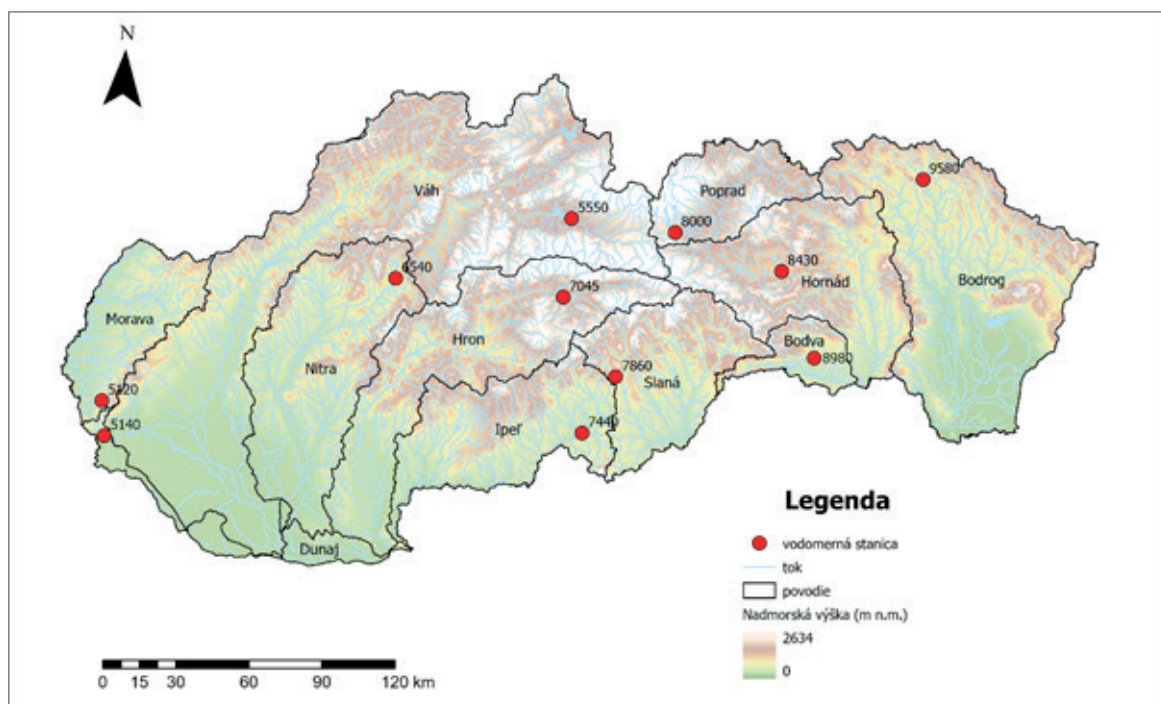 N
Váh
Poprad
9580
5550
8000
8430
6540
Hornád
Bodrog
7045
Morava
Hron
Bodva
Nitra
7860
8980
Slaná
5120
5140
Ipeľ
7440
Dunaj
Legenda
vodomerná stanica
tok
povodie
Nadmorská výška (m n.m.)
2634
0
0 15 30 60 90 120 km